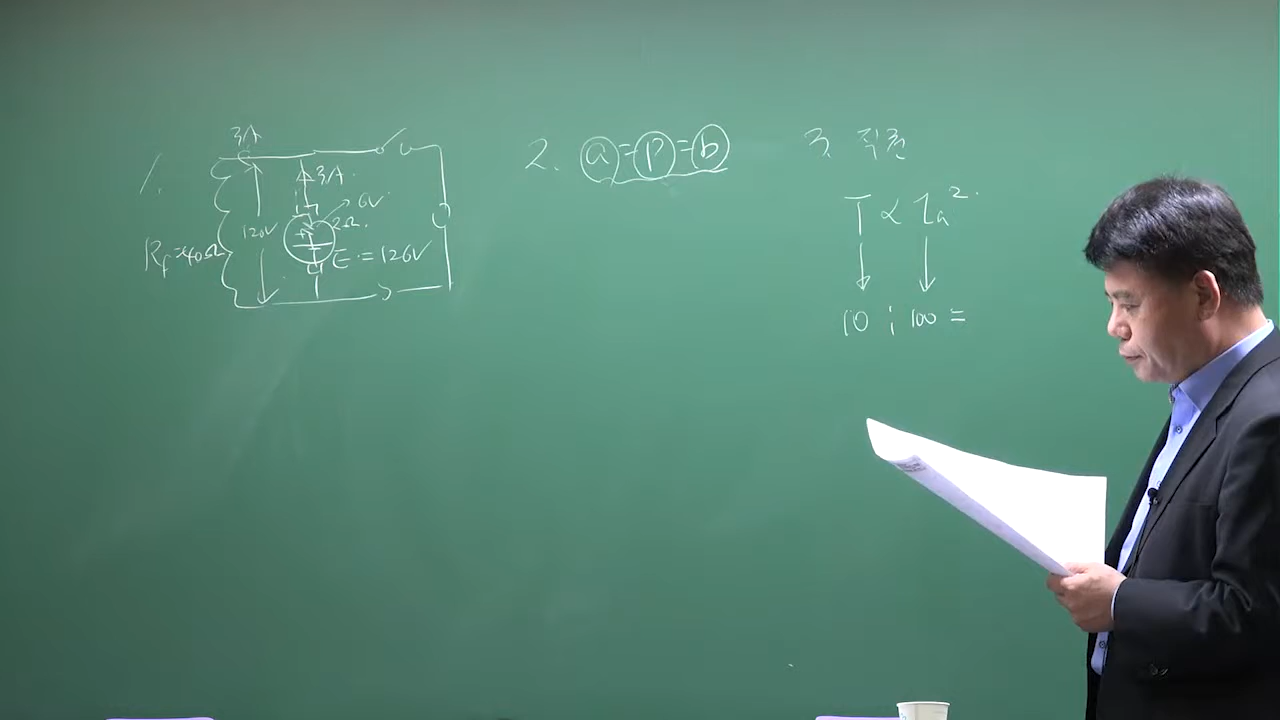 1.
3A
3A
6V
2Ω
120V
Rf=40Ω
E=126V
2. a=P=b
3. 직권
T ∝ Ia²
10 : 100 =